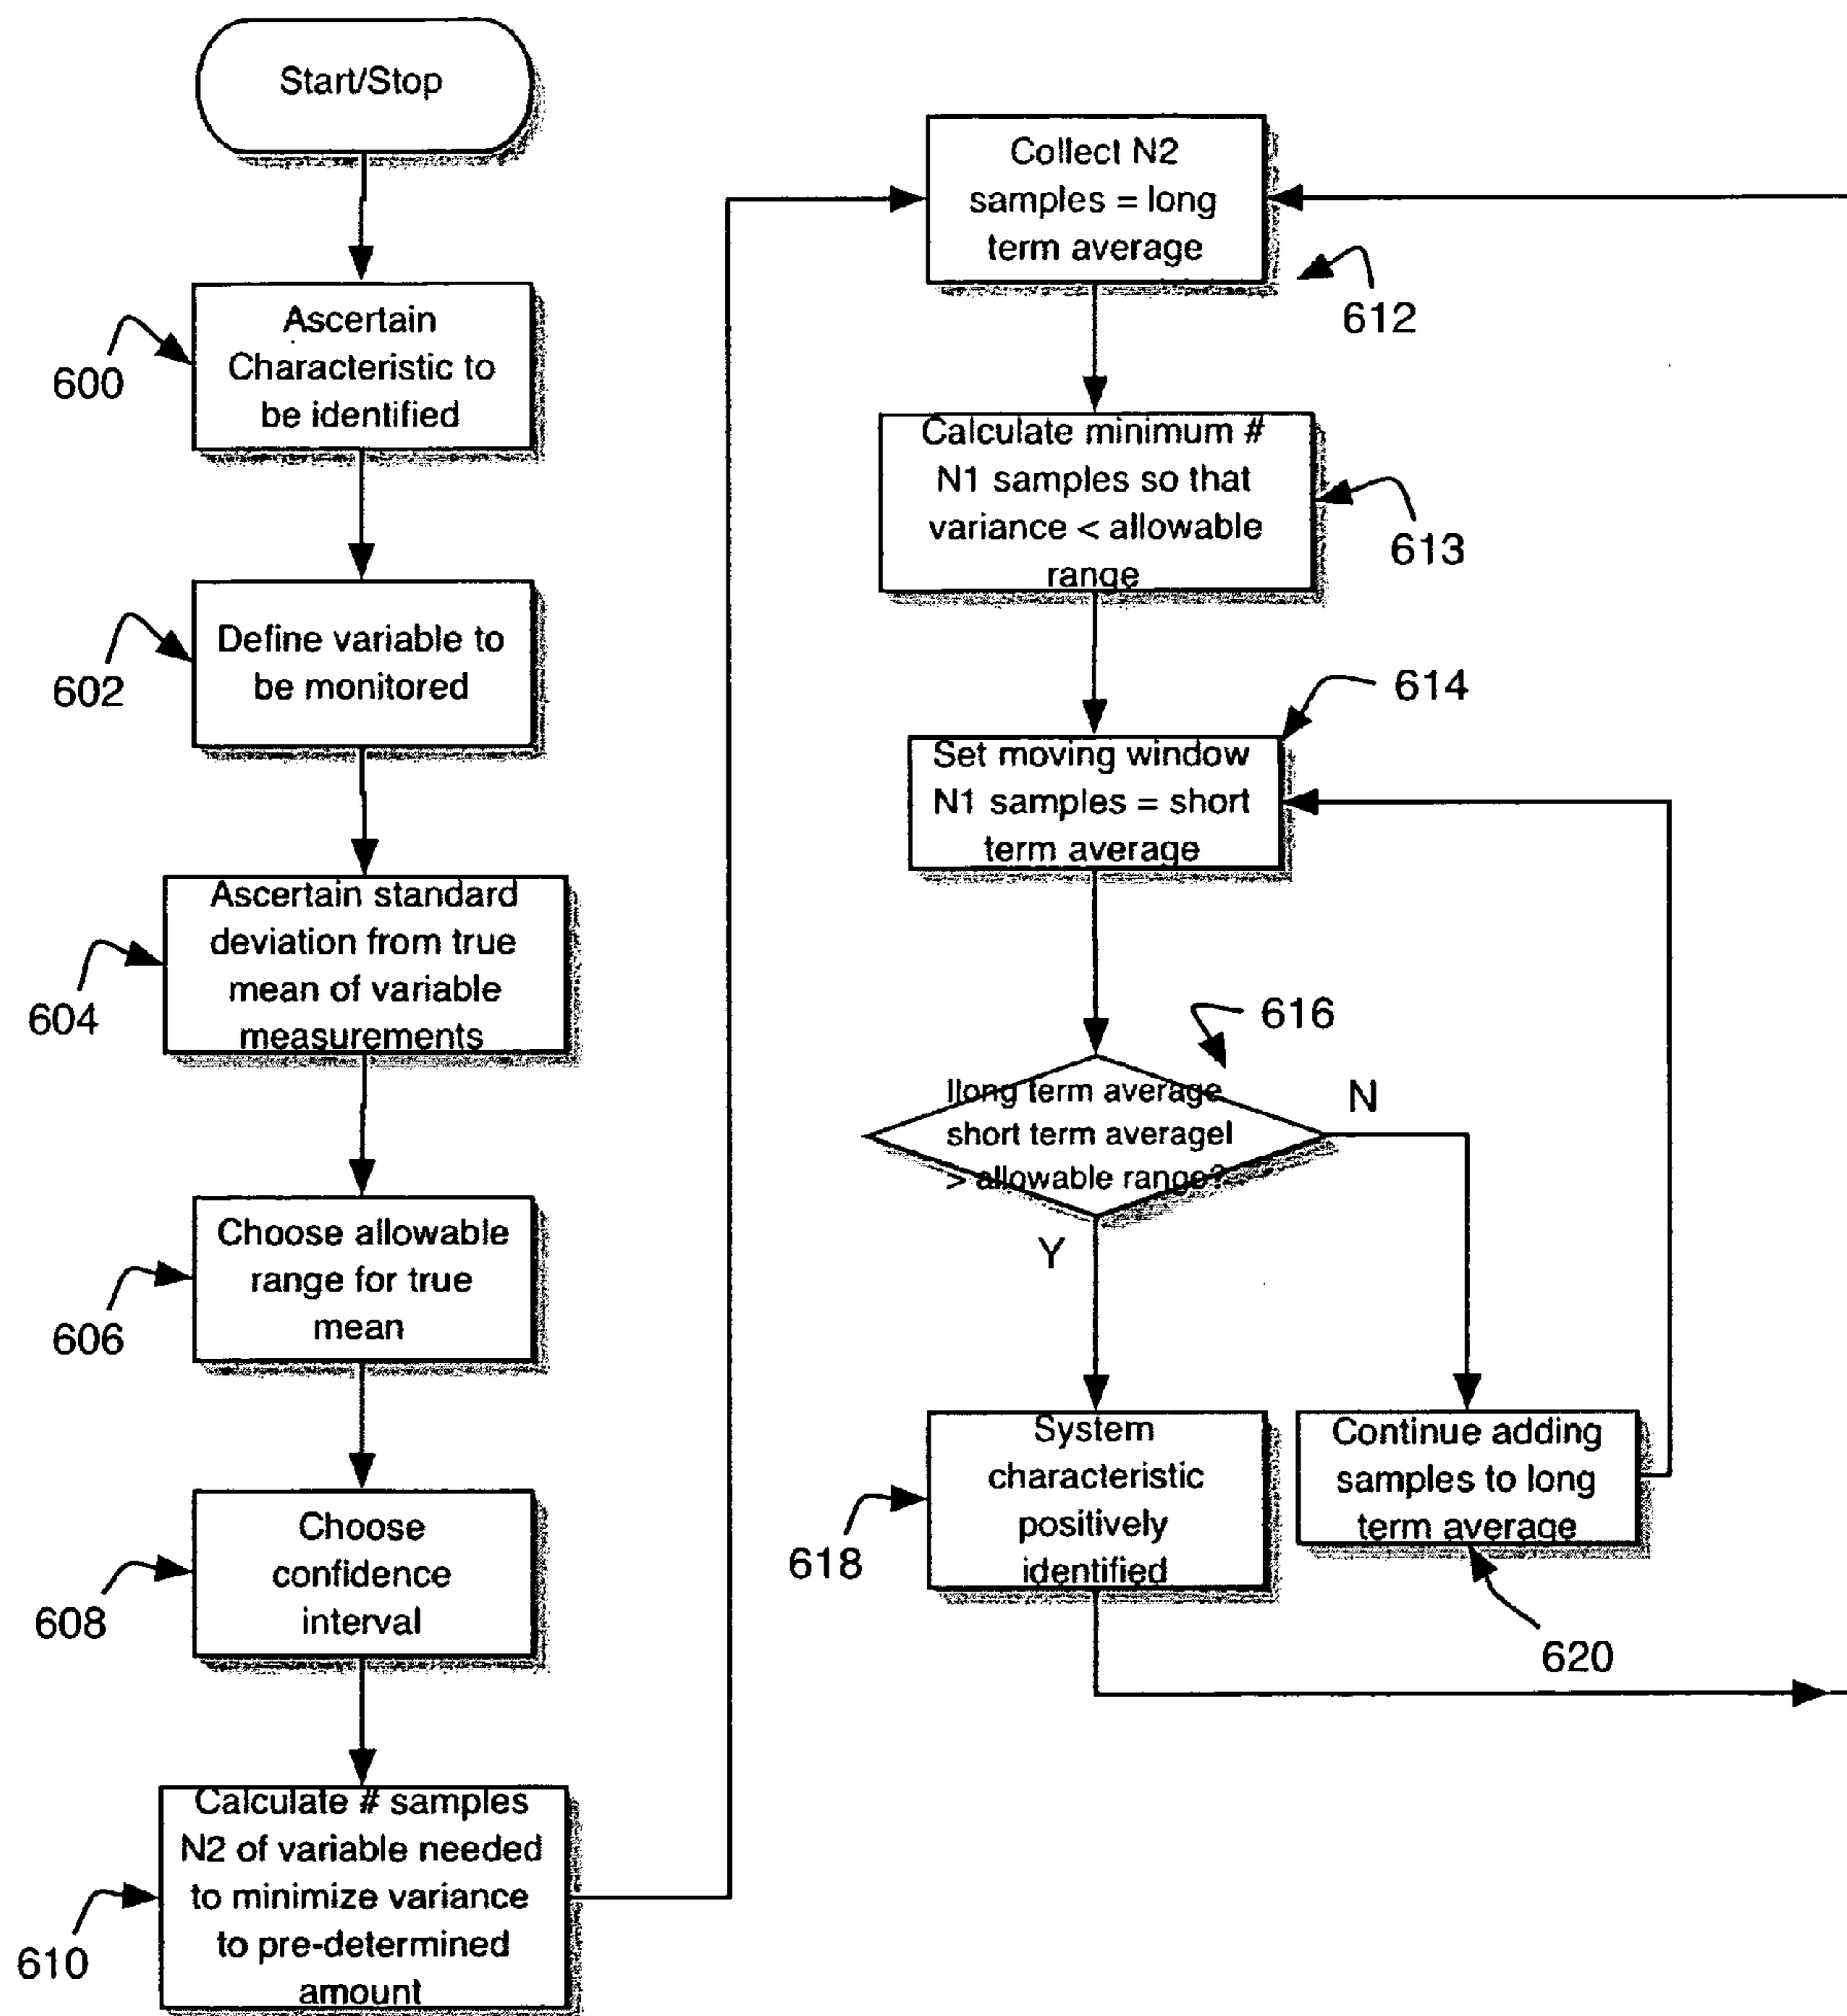 Start/Stop
Ascertain
Characteristic to
be identified
600
Define variable to
be monitored
602
Ascertain standard
deviation from true
mean of variable
measurements
604
Choose allowable
range for true
mean
606
Choose
confidence
interval
608
Calculate # samples
N2 of variable needed
to minimize variance
to pre-determined
amount
610
Collect N2
samples = long
term average
612
Calculate minimum #
N1 samples so that
variance < allowable
range
613
Set moving window
N1 samples = short
term average
614
616
|long term average
short term average|
> allowable range?
N
Y
System
characteristic
positively
identified
618
Continue adding
samples to long
term average
620